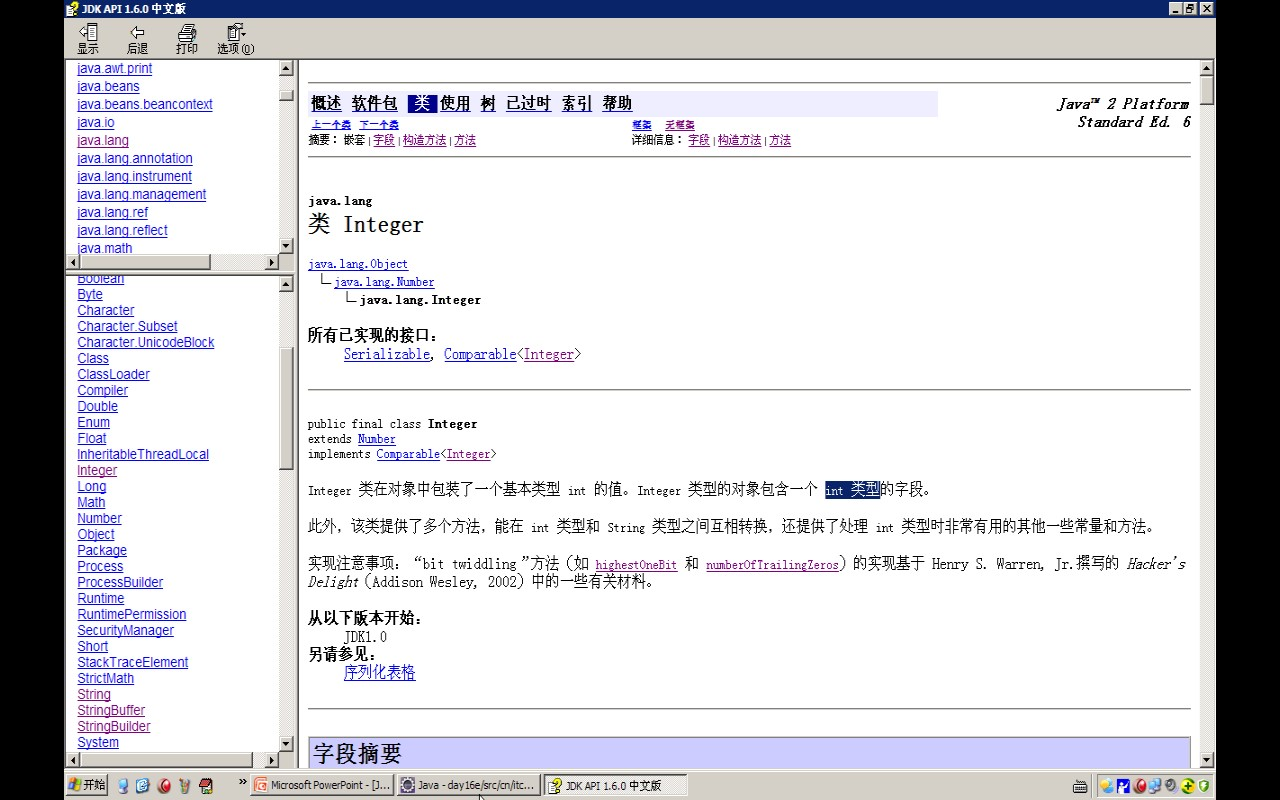 JDK API 1.6.0 中文版
显示 后退 打印 选项(O)
java.awt.print
java.beans
java.beans.beancontext
java.io
java.lang
java.lang.annotation
java.lang.instrument
java.lang.management
java.lang.ref
java.lang.reflect
java.math
Boolean
Byte
Character
Character.Subset
Character.UnicodeBlock
Class
ClassLoader
Compiler
Double
Enum
Float
InheritableThreadLocal
Integer
Long
Math
Number
Object
Package
Process
ProcessBuilder
Runtime
RuntimePermission
SecurityManager
Short
StackTraceElement
StrictMath
String
StringBuffer
StringBuilder
System
概述 软件包 类 使用 树 已过时 索引 帮助
Java™ 2 Platform
Standard Ed. 6
上一个类 下一个类 框架 无框架
摘要: 嵌套 | 字段 | 构造方法 | 方法 详细信息: 字段 | 构造方法 | 方法
java.lang
类 Integer
java.lang.Object
java.lang.Number
java.lang.Integer
所有已实现的接口:
Serializable, Comparable<Integer>
public final class Integer
extends Number
implements Comparable<Integer>
Integer 类在对象中包装了一个基本类型 int 的值。Integer 类型的对象包含一个 int 类型的字段。
此外，该类提供了多个方法，能在 int 类型和 String 类型之间互相转换，还提供了处理 int 类型时非常有用的其他一些常量和方法。
实现注意事项：“bit twiddling ”方法（如 highestOneBit 和 numberOfTrailingZeros）的实现基于 Henry S. Warren, Jr.撰写的 Hacker's
Delight（Addison Wesley, 2002）中的一些有关材料。
从以下版本开始:
JDK1.0
另请参见:
序列化表格
字段摘要
开始 » Microsoft PowerPoint - [J... Java - day16e/src/cn/itc... JDK API 1.6.0 中文版